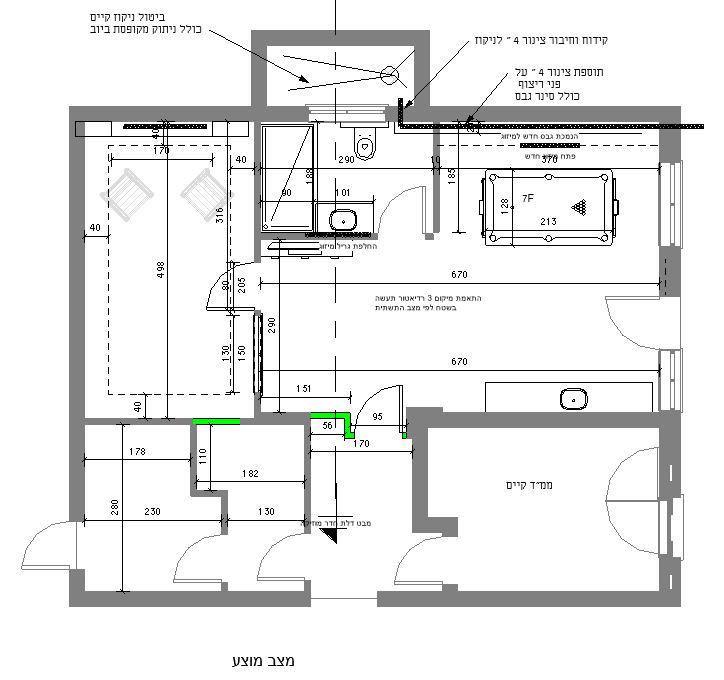 ביטול ניקוז קיים
כולל ניתוק מקופסת ביוב
קידוח וחיבור צינור 4 " לניקוז
תוספת צינור 4 " על
פני ריצוף
כולל סינר גבס
הנמכת גבס חדש למיזוג
40
170
40
290
10
370
188
185
90
101
7F
128
213
316
40
החלפת גריל מיזוג
498
80
205
670
התאמת מיקום 3 רדיאטור תעשה
בשטח לפי מצב התשתית
290
130
150
670
151
40
56
95
170
178
110
182
ממ״ד קיים
280
230
130
מבט דלת חדר מוזיקה
מצב מוצע